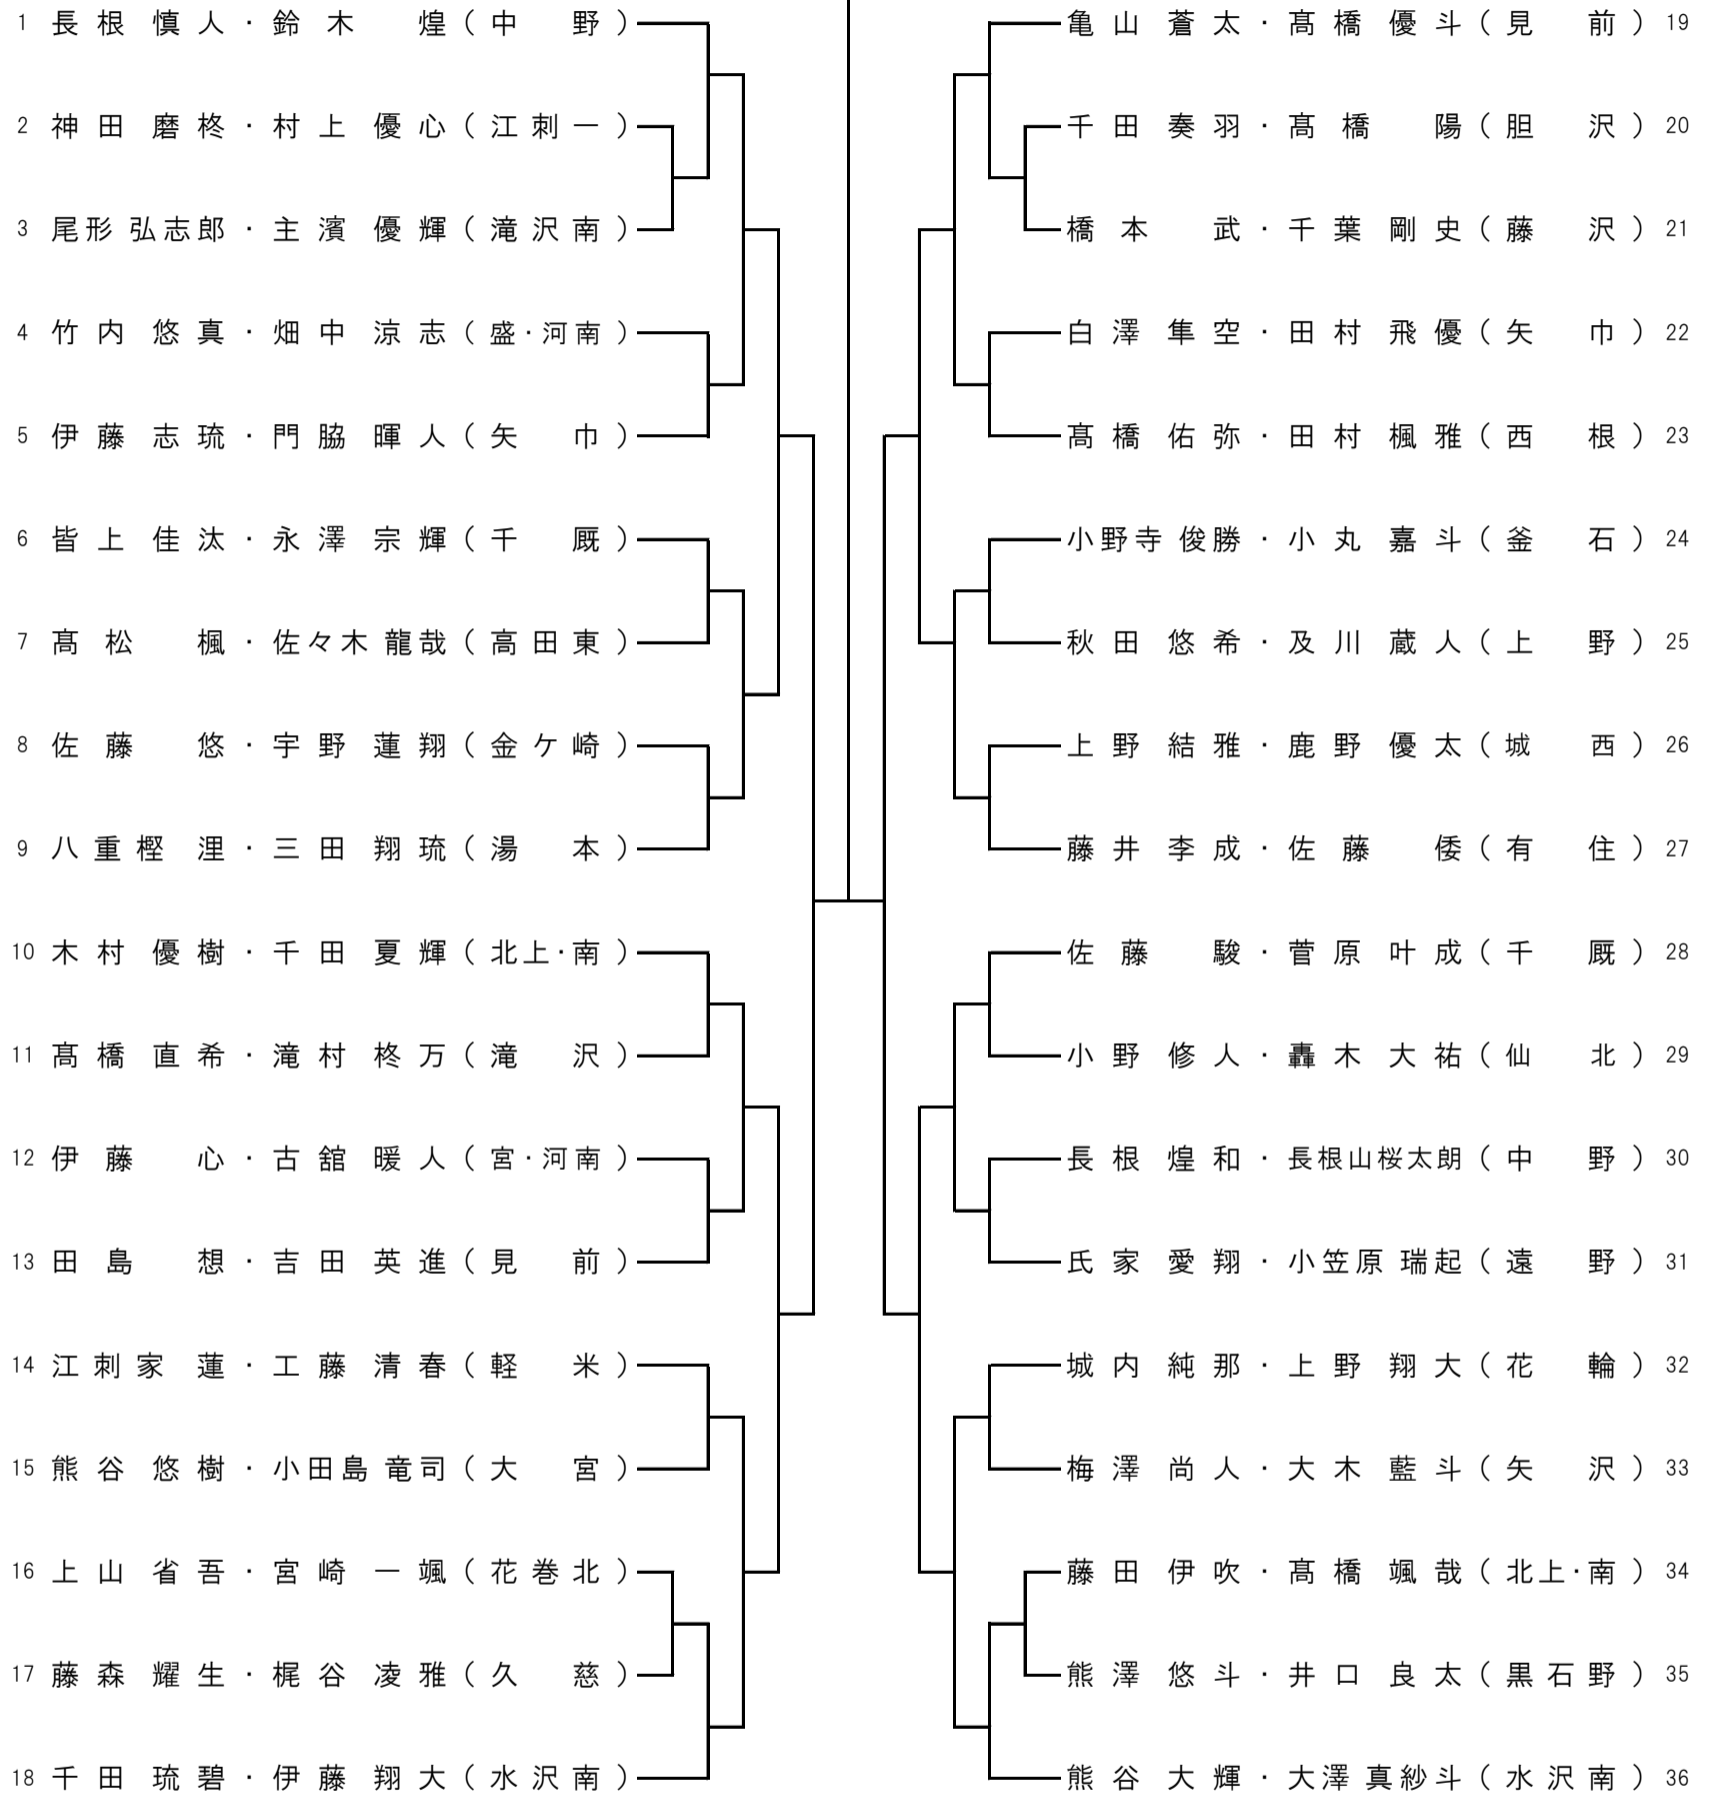 1 長根 慎人・鈴木 煌（中野）
2 神田 磨柊・村上 優心（江刺一）
3 尾形 弘志郎・主濱 優輝（滝沢南）
4 竹内 悠真・畑中 涼志（盛・河南）
5 伊藤 志琉・門脇 暉人（矢巾）
6 皆上 佳汰・永澤 宗輝（千厩）
7 髙松 楓・佐々木 龍哉（高田東）
8 佐藤 悠・宇野 蓮翔（金ケ崎）
9 八重樫 浬・三田 翔琉（湯本）
10 木村 優樹・千田 夏輝（北上・南）
11 髙橋 直希・滝村 柊万（滝沢）
12 伊藤 心・古舘 暖人（宮・河南）
13 田島 想・吉田 英進（見前）
14 江刺家 蓮・工藤 清春（軽米）
15 熊谷 悠樹・小田島 竜司（大宮）
16 上山 省吾・宮崎 一颯（花巻北）
17 藤森 耀生・梶谷 凌雅（久慈）
18 千田 琉碧・伊藤 翔大（水沢南）
亀山 蒼太・髙橋 優斗（見前）19
千田 奏羽・髙橋 陽（胆沢）20
橋本 武・千葉 剛史（藤沢）21
白澤 隼空・田村 飛優（矢巾）22
髙橋 佑弥・田村 楓雅（西根）23
小野寺 俊勝・小丸 嘉斗（釜石）24
秋田 悠希・及川 蔵人（上野）25
上野 結雅・鹿野 優太（城西）26
藤井 李成・佐藤 倭（有住）27
佐藤 駿・菅原 叶成（千厩）28
小野 修人・轟木 大祐（仙北）29
長根 煌和・長根山桜太朗（中野）30
氏家 愛翔・小笠原 瑞起（遠野）31
城内 純那・上野 翔大（花輪）32
梅澤 尚人・大木 藍斗（矢沢）33
藤田 伊吹・髙橋 颯哉（北上・南）34
熊澤 悠斗・井口 良太（黒石野）35
熊谷 大輝・大澤 真紗斗（水沢南）36